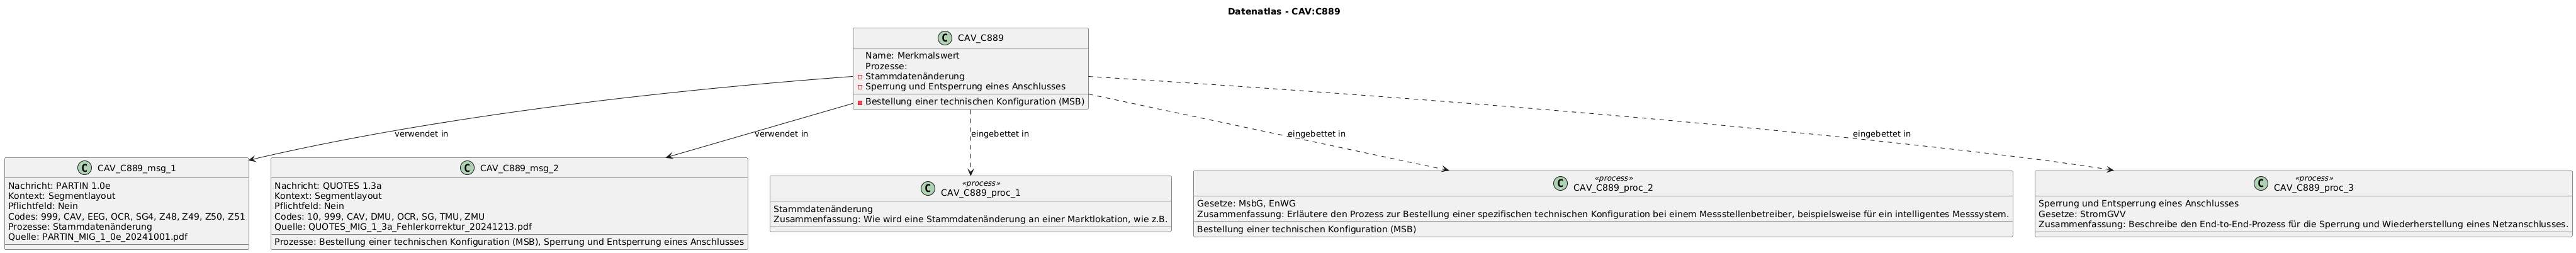 Datenatlas - CAV:C889
C CAV_C889
Name: Merkmalswert
Prozesse:
Stammdatenänderung
Sperrung und Entsperrung eines Anschlusses
Bestellung einer technischen Konfiguration (MSB)
verwendet in
verwendet in
eingebettet in
eingebettet in
eingebettet in
C CAV_C889_msg_1
Nachricht: PARTIN 1.0e
Kontext: Segmentlayout
Pflichtfeld: Nein
Codes: 999, CAV, EEG, OCR, SG4, Z48, Z49, Z50, Z51
Prozesse: Stammdatenänderung
Quelle: PARTIN_MIG_1_0e_20241001.pdf
C CAV_C889_msg_2
Nachricht: QUOTES 1.3a
Kontext: Segmentlayout
Pflichtfeld: Nein
Codes: 10, 999, CAV, DMU, OCR, SG, TMU, ZMU
Quelle: QUOTES_MIG_1_3a_Fehlerkorrektur_20241213.pdf
Prozesse: Bestellung einer technischen Konfiguration (MSB), Sperrung und Entsperrung eines Anschlusses
«process»
C CAV_C889_proc_1
Stammdatenänderung
Zusammenfassung: Wie wird eine Stammdatenänderung an einer Marktlokation, wie z.B.
«process»
C CAV_C889_proc_2
Gesetze: MsbG, EnWG
Zusammenfassung: Erläutere den Prozess zur Bestellung einer spezifischen technischen Konfiguration bei einem Messstellenbetreiber, beispielsweise für ein intelligentes Messsystem.
Bestellung einer technischen Konfiguration (MSB)
«process»
C CAV_C889_proc_3
Sperrung und Entsperrung eines Anschlusses
Gesetze: StromGVV
Zusammenfassung: Beschreibe den End-to-End-Prozess für die Sperrung und Wiederherstellung eines Netzanschlusses.